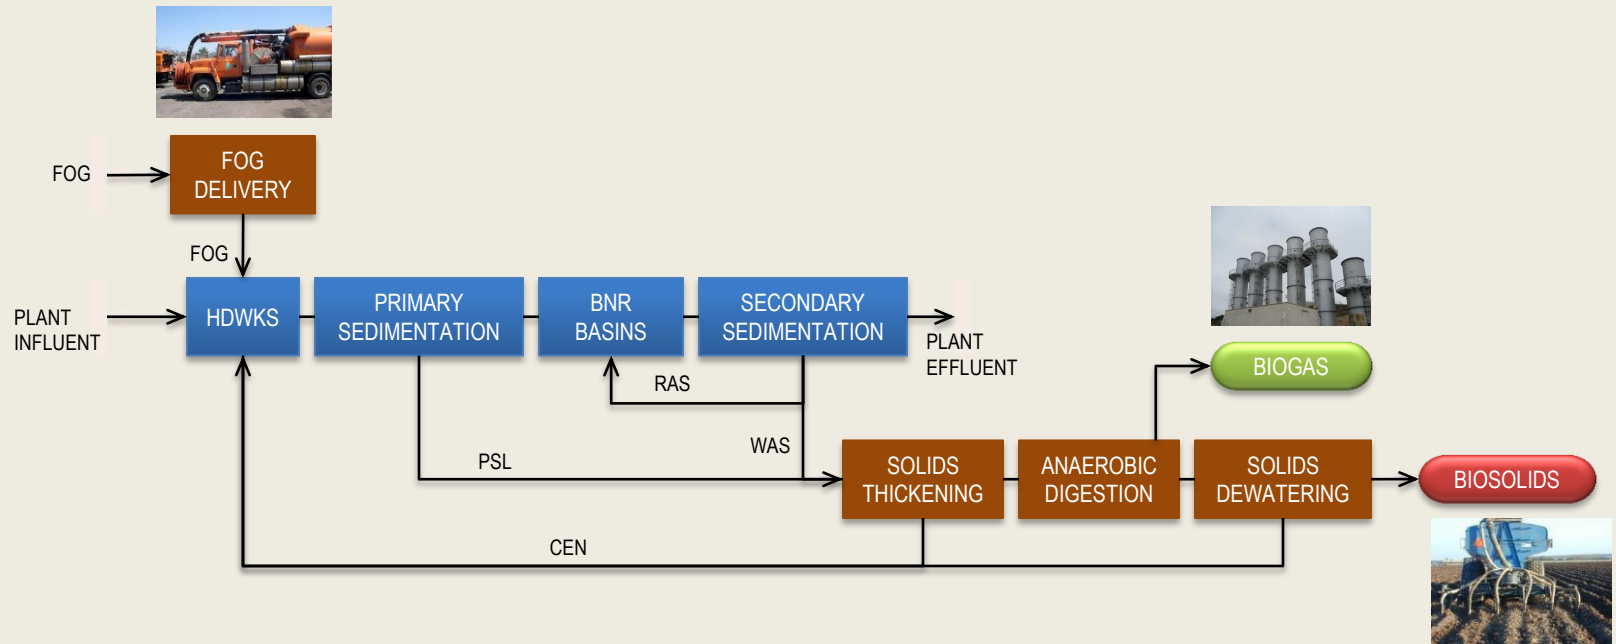 FOG
FOG
DELIVERY
FOG
PLANT
INFLUENT
HDWKS
PRIMARY
SEDIMENTATION
BNR
BASINS
SECONDARY
SEDIMENTATION
PLANT
EFFLUENT
BIOGAS
RAS
WAS
PSL
SOLIDS
THICKENING
ANAEROBIC
DIGESTION
SOLIDS
DEWATERING
BIOSOLIDS
CEN